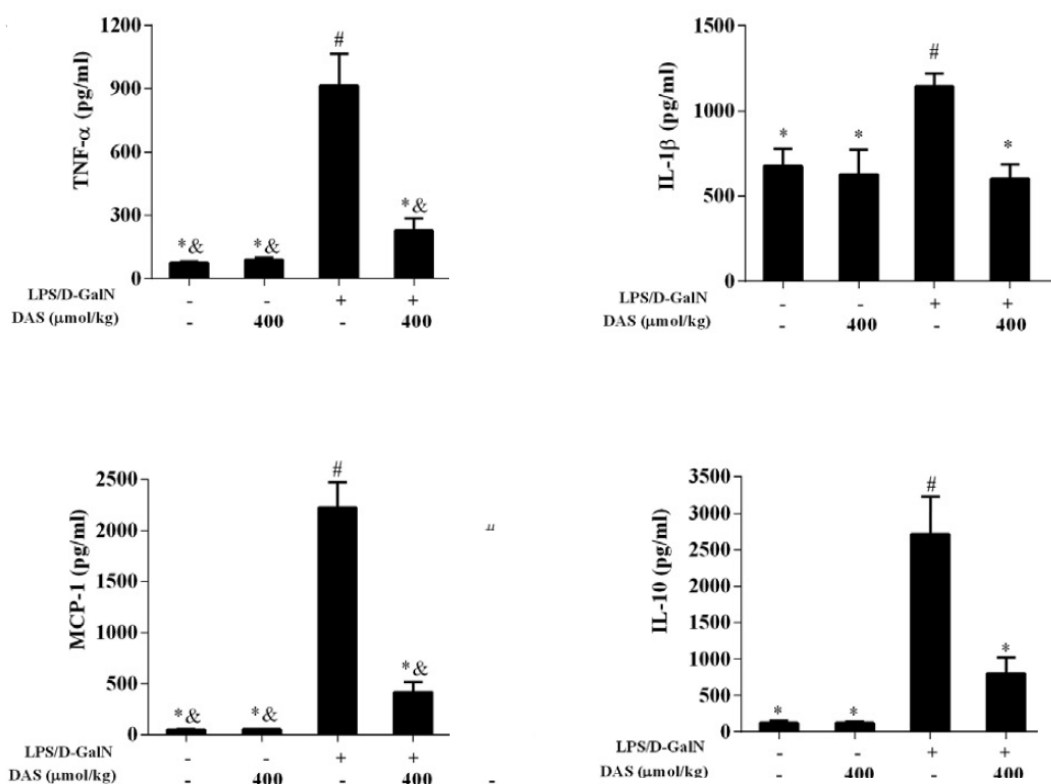 1200
900
600
300
0
TNF-α (pg/ml)
*& *& # *&
LPS/D-GalN - - + +
DAS (μmol/kg) - 400 - 400
1500
1000
500
0
IL-1β (pg/ml)
* * # *
LPS/D-GalN - - + +
DAS (μmol/kg) - 400 - 400
2500
2000
1500
1000
500
0
MCP-1 (pg/ml)
*& *& # *&
LPS/D-GalN - - + +
DAS (μmol/kg) - 400 - 400 -
3500
3000
2500
2000
1500
1000
500
0
IL-10 (pg/ml)
* * # *
LPS/D-GalN - - + +
DAS (μmol/kg) - 400 - 400